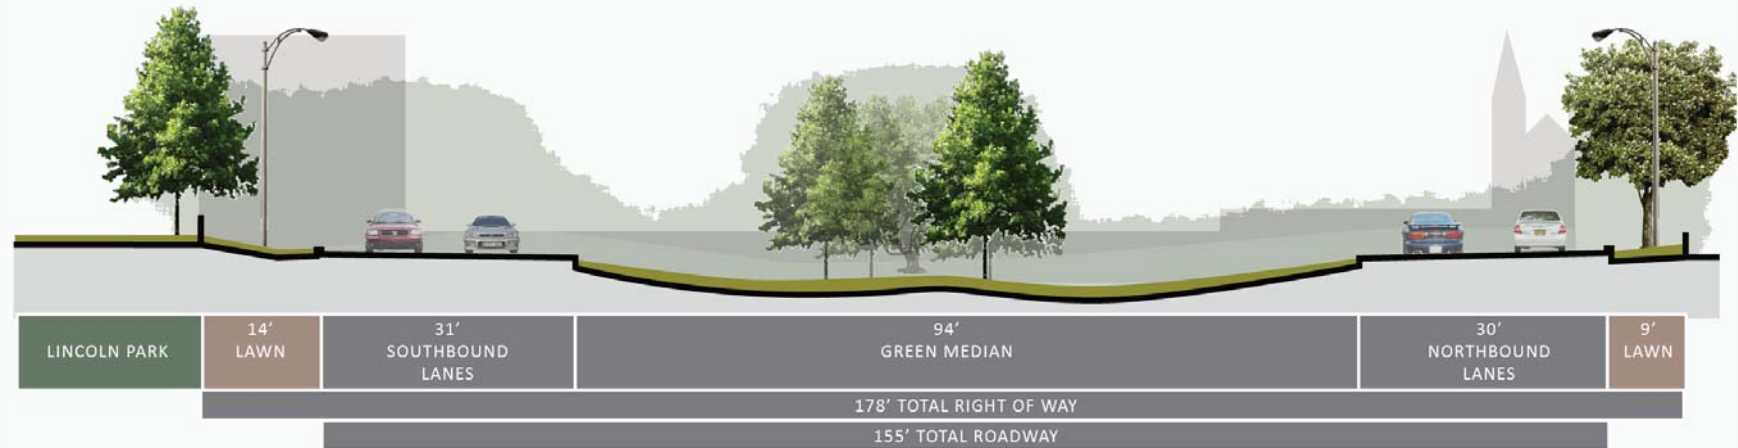 LINCOLN PARK
14’
LAWN
31’
SOUTHBOUND
LANES
94’
GREEN MEDIAN
30’
NORTHBOUND
LANES
9’
LAWN
178’ TOTAL RIGHT OF WAY
155’ TOTAL ROADWAY